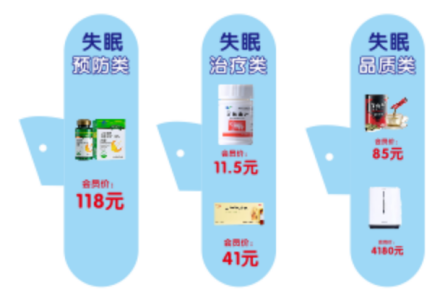 失眠
预防类
会员价：
118元
失眠
治疗类
会员价：
11.5元
会员价：
41元
失眠
品质类
会员价：
85元
会员价：
4180元